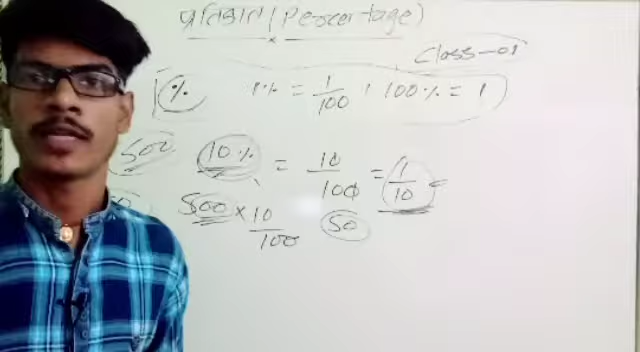 प्रतिशत (Percentage)
Class-01
% 1% = 1/100 , 100% = 1
500 10% = 10/100 = 1/10 =
500 × 10/100 50